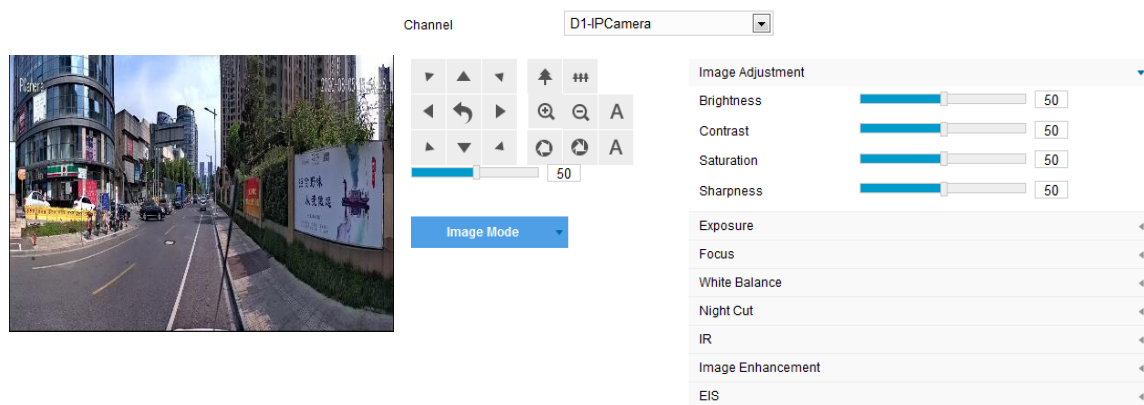 Channel
D1-IPCamera
Image Adjustment
Brightness
50
Contrast
50
Saturation
50
Sharpness
50
A
A
50
Image Mode
Exposure
Focus
White Balance
Night Cut
IR
Image Enhancement
EIS